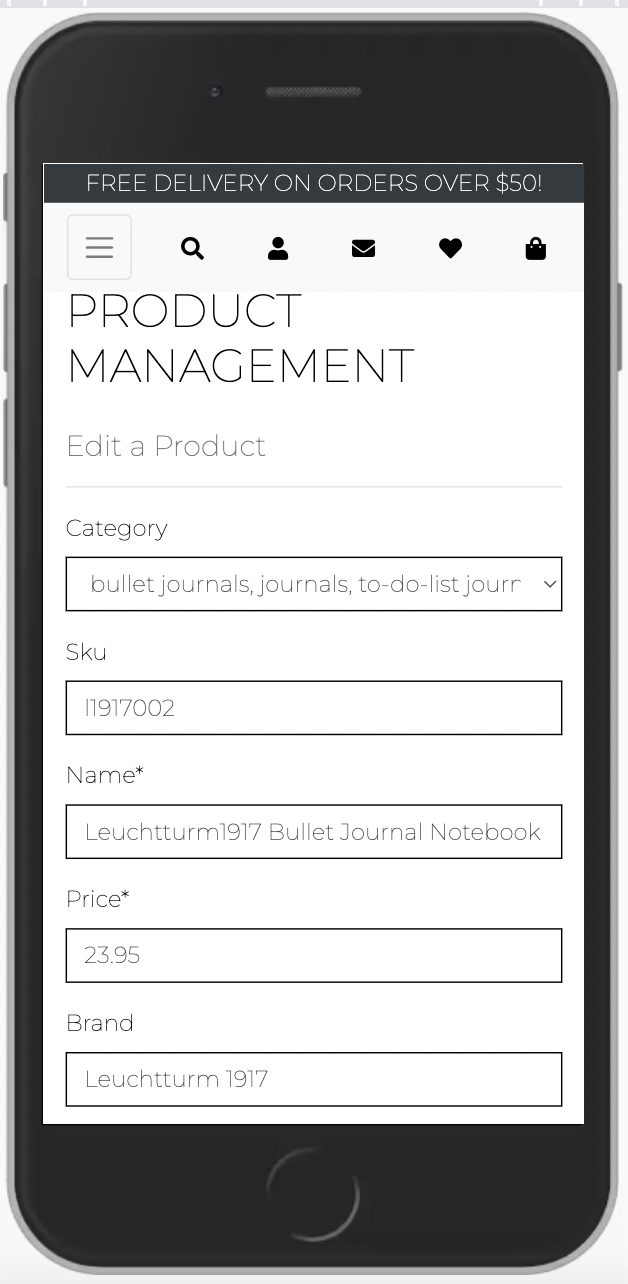 FREE DELIVERY ON ORDERS OVER $50!
PRODUCT
MANAGEMENT
Edit a Product
Category
bullet journals, journals, to-do-list journ
Sku
l1917002
Name*
Leuchtturm1917 Bullet Journal Notebook
Price*
23.95
Brand
Leuchtturm 1917